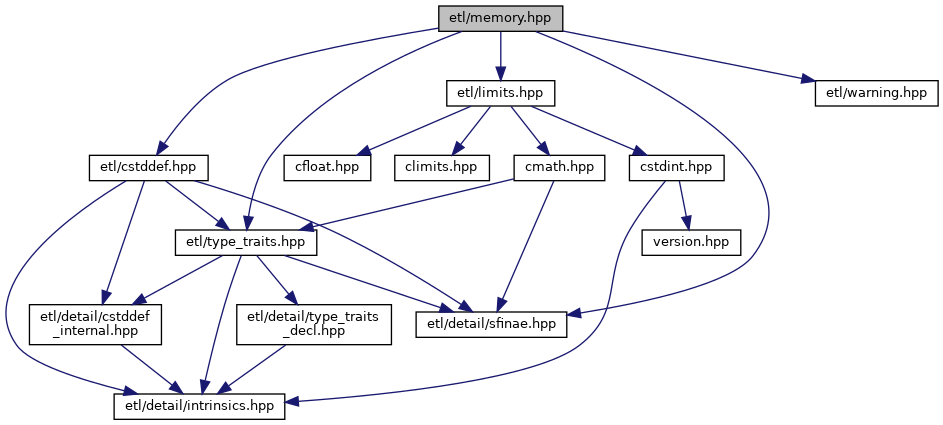 etl/memory.hpp
etl/limits.hpp
etl/warning.hpp
etl/cstddef.hpp
cfloat.hpp
climits.hpp
cmath.hpp
cstdint.hpp
etl/type_traits.hpp
version.hpp
etl/detail/cstddef
_internal.hpp
etl/detail/type_traits
_decl.hpp
etl/detail/sfinae.hpp
etl/detail/intrinsics.hpp